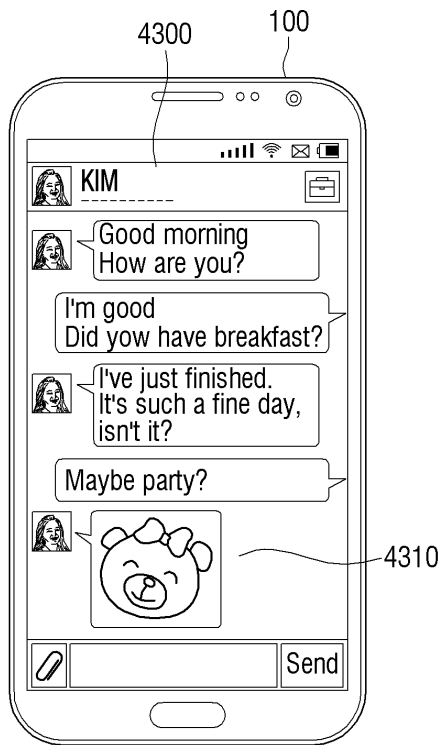 100
4300
KIM
Good morning
How are you?
I'm good
Did yow have breakfast?
I've just finished.
It's such a fine day,
isn't it?
Maybe party?
4310
Send